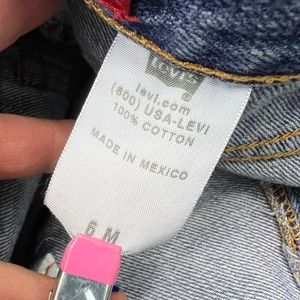 LEVI'S
®
levi.com
(800) USA-LEVI
100% COTTON
MADE IN MEXICO
6 M